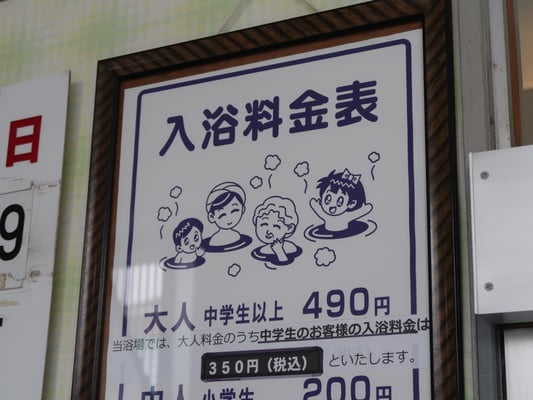 入浴料金表
日
9
大人 中学生以上 490円
当浴場では、大人料金のうち中学生のお客様の入浴料金は
350円(税込) といたします。
中人 小学生 200円